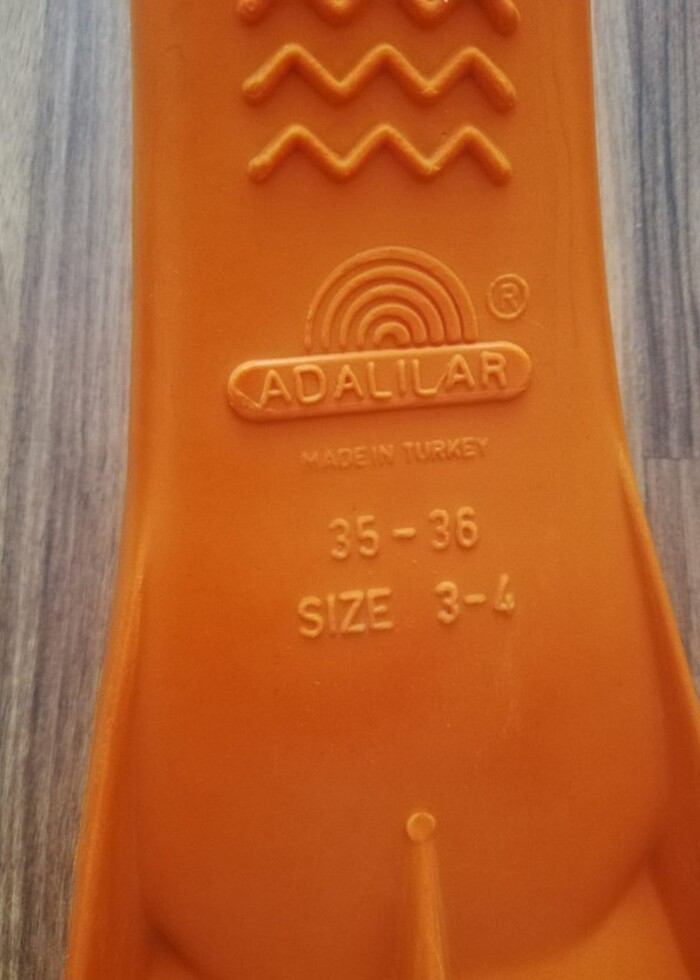 ®
ADALILAR
MADE IN TURKEY
35-36
SIZE 3-4